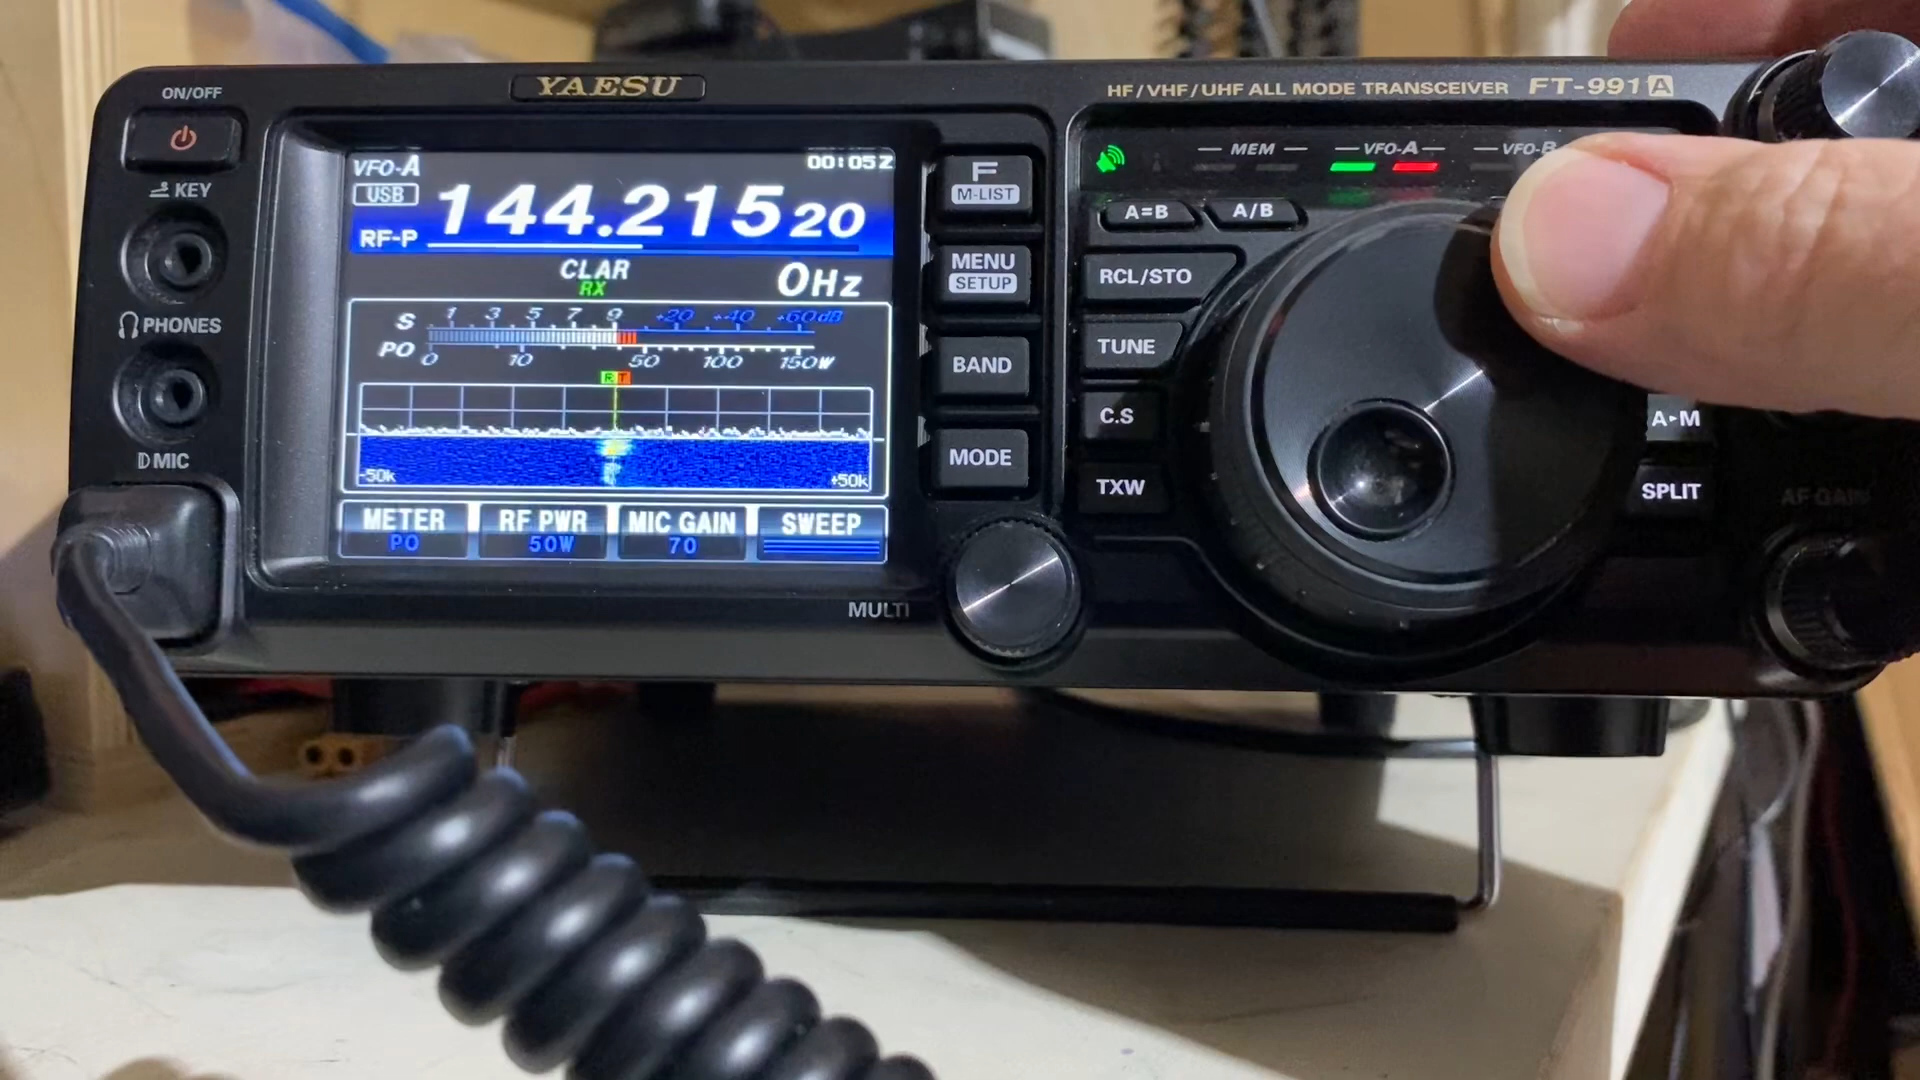 ON/OFF
YAESU
HF/VHF/UHF ALL MODE TRANSCEIVER FT-991A
KEY
PHONES
MIC
VFO-A 00:05Z
USB
144.215 20
RF-P
CLAR 0Hz
RX
S 1 3 5 7 9 +20 +40 +60dB
PO 0 10 50 100 150W
R T
-50k +50k
METER RF PWR MIC GAIN SWEEP
PO 50W 70
MULTI
F
M-LIST
MENU
SETUP
BAND
MODE
MEM VFO-A VFO-B
A=B A/B
RCL/STO
TUNE
C.S
TXW
A▸M
SPLIT
AF GAIN